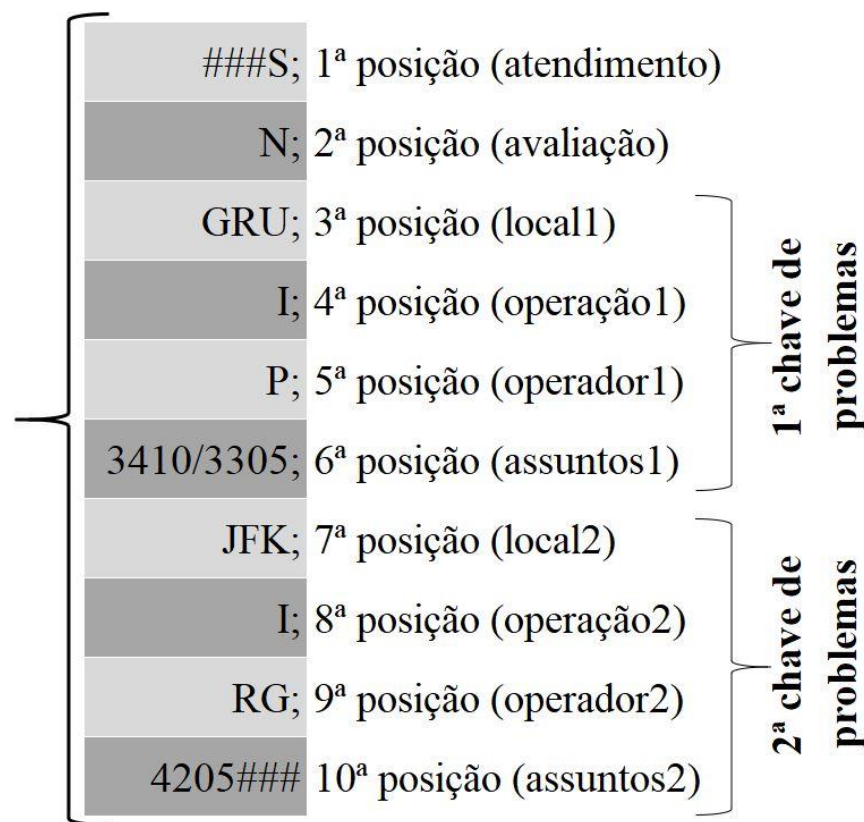 ###S; 1ª posição (atendimento)
N; 2ª posição (avaliação)
GRU; 3ª posição (local1)
I; 4ª posição (operação1)
P; 5ª posição (operador1)
3410/3305; 6ª posição (assuntos1)
1ª chave de
problemas
JFK; 7ª posição (local2)
I; 8ª posição (operação2)
RG; 9ª posição (operador2)
4205### 10ª posição (assuntos2)
2ª chave de
problemas